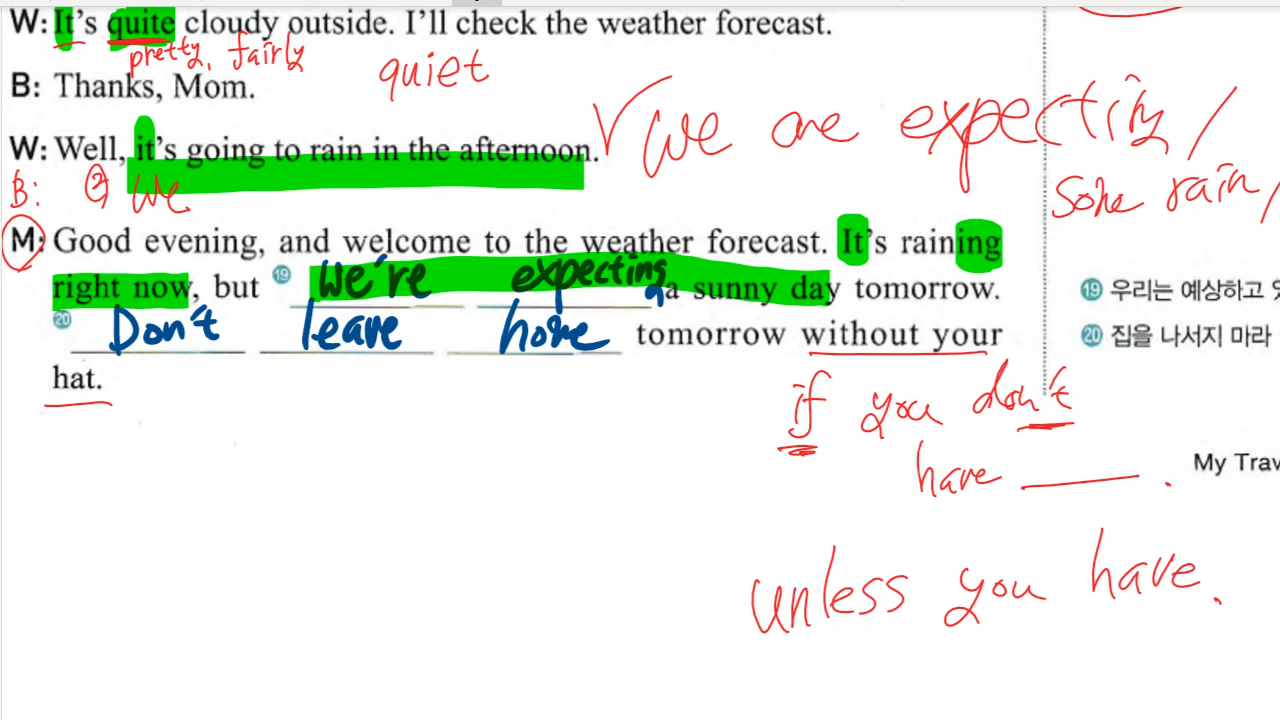 W: It's quite cloudy outside. I'll check the weather forecast.
pretty, fairly
quiet
B: Thanks, Mom.
W: Well, it's going to rain in the afternoon.
We are expecting /
some rain /
B: ② We
M: Good evening, and welcome to the weather forecast. It's raining
right now, but ⑲ We're expecting a sunny day tomorrow.
⑳ Don't leave home tomorrow without your
hat.
⑲ 우리는 예상하고
⑳ 집을 나서지 마라
if you don't
have ___ .
My Trav
unless you have.